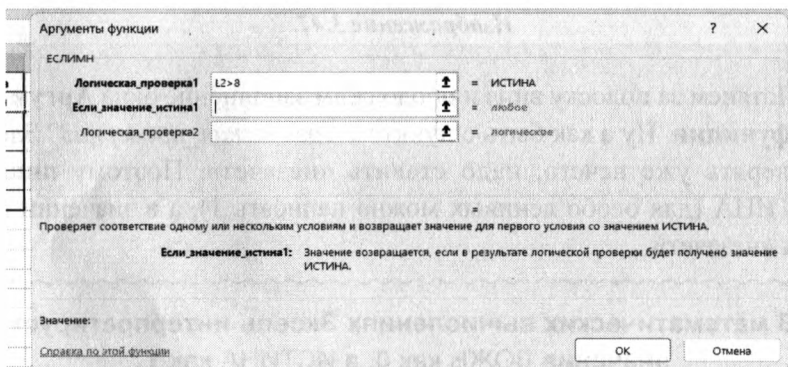 Аргументы функции ? ×
ЕСЛИМН
Логическая_проверка1 L2>8 = ИСТИНА
Если_значение_истина1 = любое
Логическая_проверка2 = логическое
=
Проверяет соответствие одному или нескольким условиям и возвращает значение для первого условия со значением ИСТИНА.
Если_значение_истина1: Значение возвращается, если в результате логической проверки будет получено значение
ИСТИНА.
Значение:
Справка по этой функции ОК Отмена